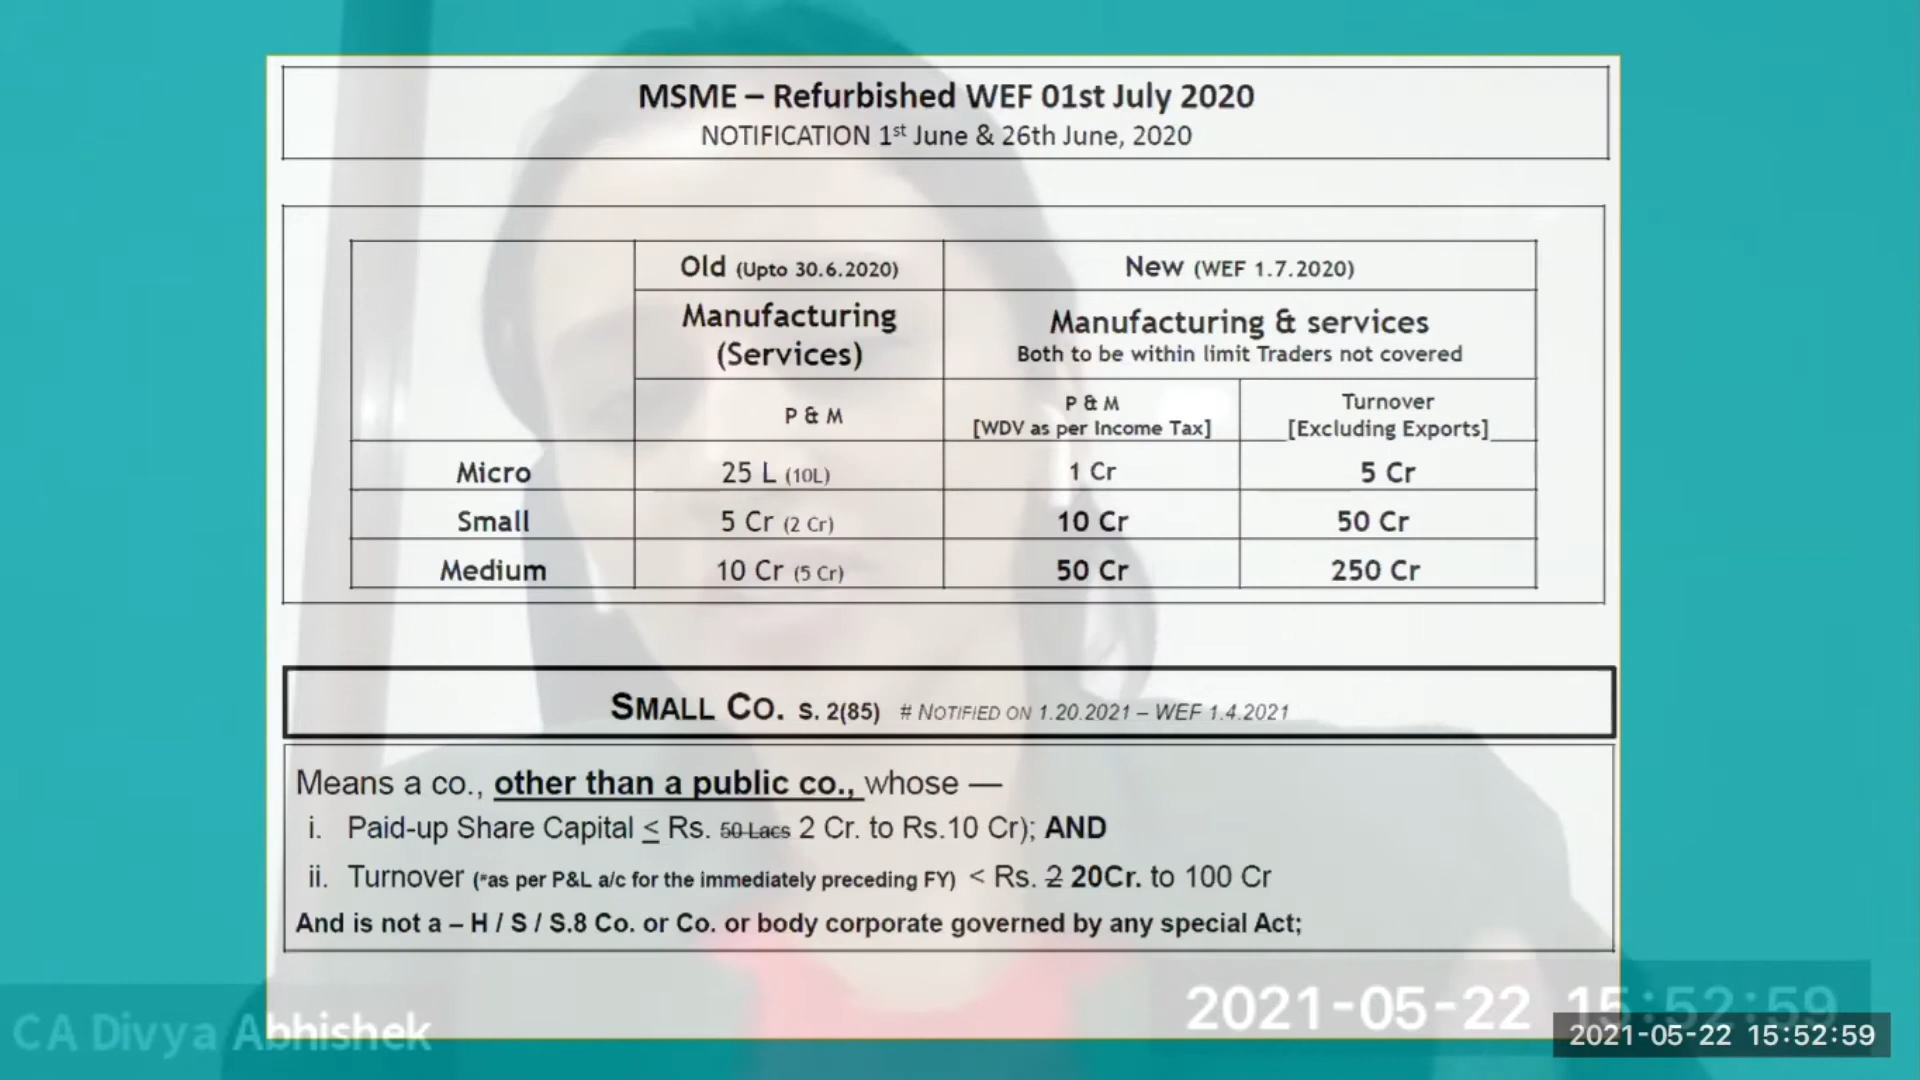 MSME – Refurbished WEF 01st July 2020
NOTIFICATION 1st June & 26th June, 2020
Old (Upto 30.6.2020) New (WEF 1.7.2020)
Manufacturing (Services) Manufacturing & services
Both to be within limit Traders not covered
P & M P & M [WDV as per Income Tax] Turnover [Excluding Exports]
Micro 25 L (10L) 1 Cr 5 Cr
Small 5 Cr (2 Cr) 10 Cr 50 Cr
Medium 10 Cr (5 Cr) 50 Cr 250 Cr
SMALL CO. S. 2(85) # NOTIFIED ON 1.20.2021 – WEF 1.4.2021
Means a co., other than a public co., whose —
i. Paid-up Share Capital ≤ Rs. 50 Lacs 2 Cr. to Rs.10 Cr); AND
ii. Turnover (*as per P&L a/c for the immediately preceding FY) < Rs. 2 20Cr. to 100 Cr
And is not a – H / S / S.8 Co. or Co. or body corporate governed by any special Act;
2021-05-22 15:52:59
CA Divya Abhishek
2021-05-22 15:52:59